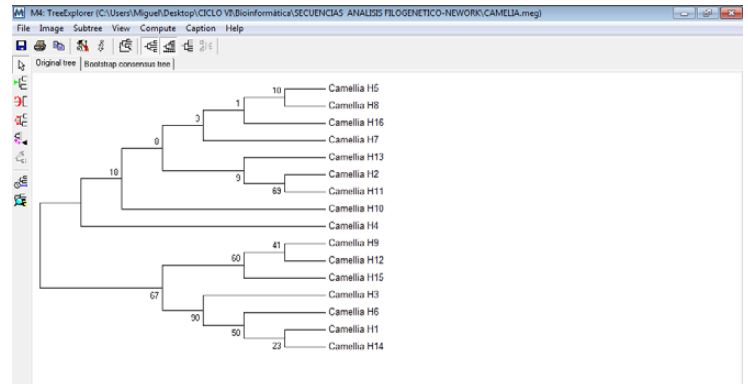 M4: TreeExplorer (C:\Users\Miguel\Desktop\CICLO VI\Bioinformática\SECUENCIAS ANALISIS FILOGENETICO-NEWORK\CAMELIA.meg)
File Image Subtree View Compute Caption Help
Original tree Bootstrap consensus tree
10 Camellia H5
1 Camellia H8
3 Camellia H16
8 Camellia H7
18 Camellia H13
9 Camellia H2
69 Camellia H11
Camellia H10
Camellia H4
41 Camellia H9
60 Camellia H12
Camellia H15
67 Camellia H3
90 Camellia H6
50 Camellia H1
23 Camellia H14